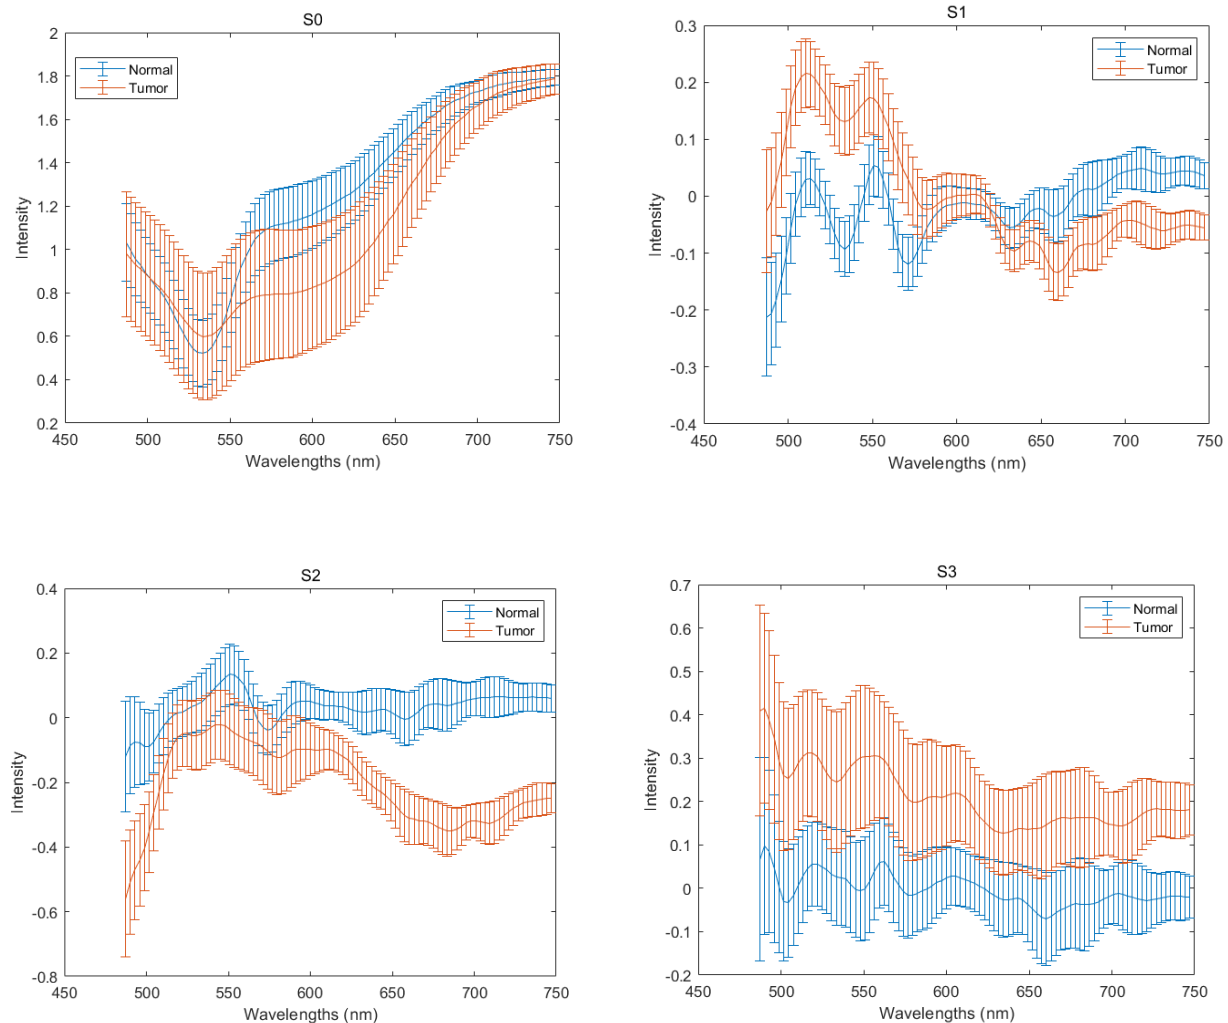 S0
2
1.8
1.6
1.4
1.2
1
0.8
0.6
0.4
0.2
Intensity
Normal
Tumor
450 500 550 600 650 700 750
Wavelengths (nm)
S1
0.3
0.2
0.1
0
-0.1
-0.2
-0.3
-0.4
Intensity
Normal
Tumor
450 500 550 600 650 700 750
Wavelengths (nm)
S2
0.4
0.2
0
-0.2
-0.4
-0.6
-0.8
Intensity
Normal
Tumor
450 500 550 600 650 700 750
Wavelengths (nm)
S3
0.7
0.6
0.5
0.4
0.3
0.2
0.1
0
-0.1
-0.2
Intensity
Normal
Tumor
450 500 550 600 650 700 750
Wavelengths (nm)